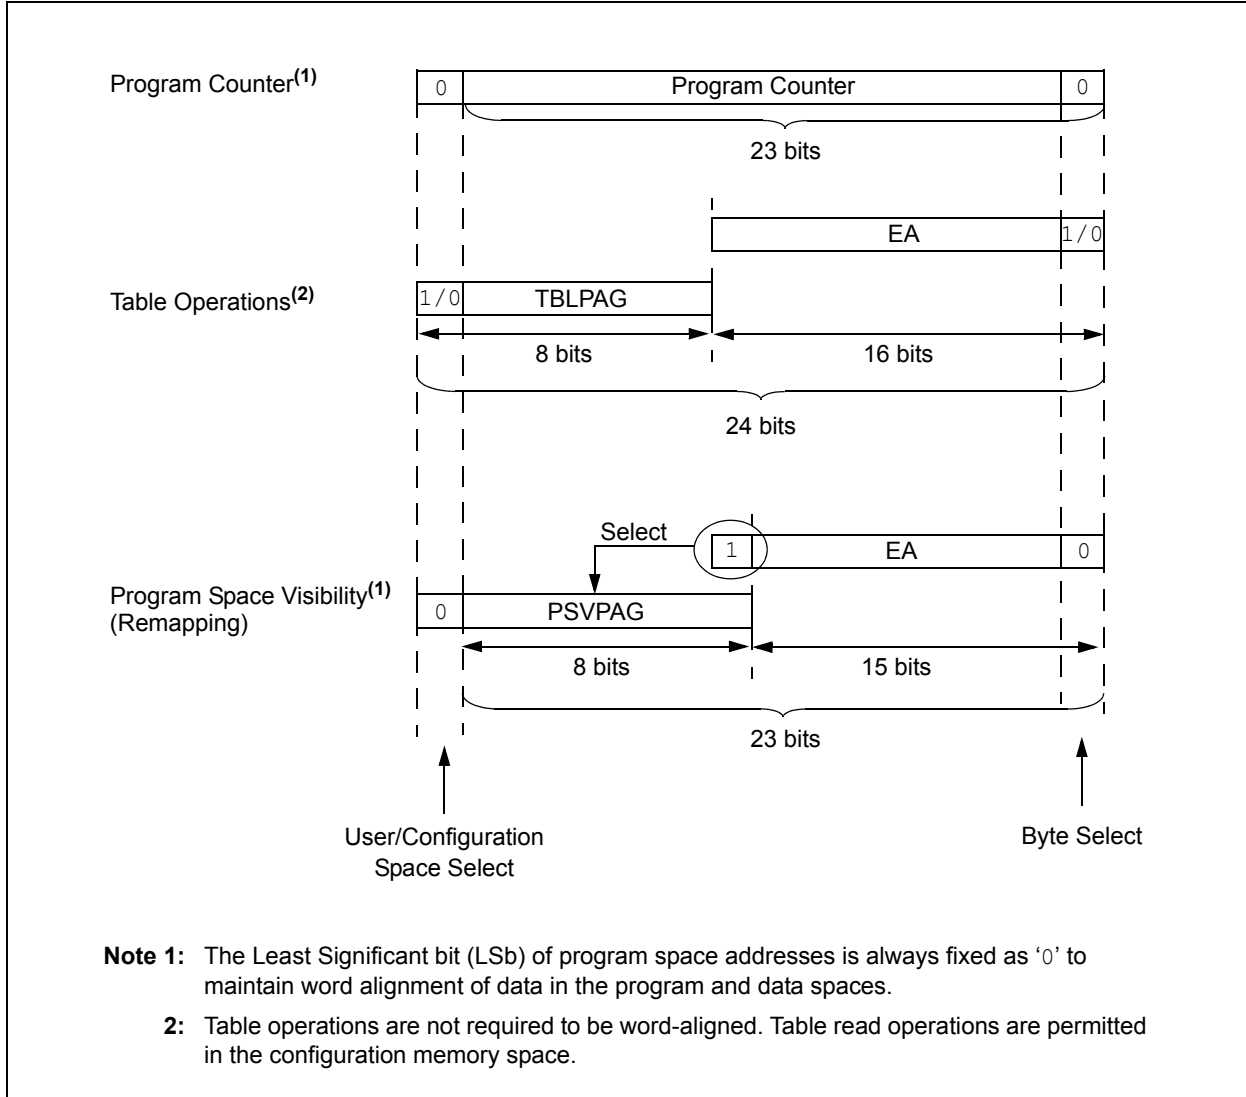 Program Counter(1)
0 Program Counter 0
23 bits
EA 1/0
Table Operations(2)
1/0 TBLPAG
8 bits 16 bits
24 bits
Select
1 EA 0
Program Space Visibility(1)
(Remapping)
0 PSVPAG
8 bits 15 bits
23 bits
User/Configuration
Space Select
Byte Select
Note 1: The Least Significant bit (LSb) of program space addresses is always fixed as ‘0’ to
maintain word alignment of data in the program and data spaces.
2: Table operations are not required to be word-aligned. Table read operations are permitted
in the configuration memory space.